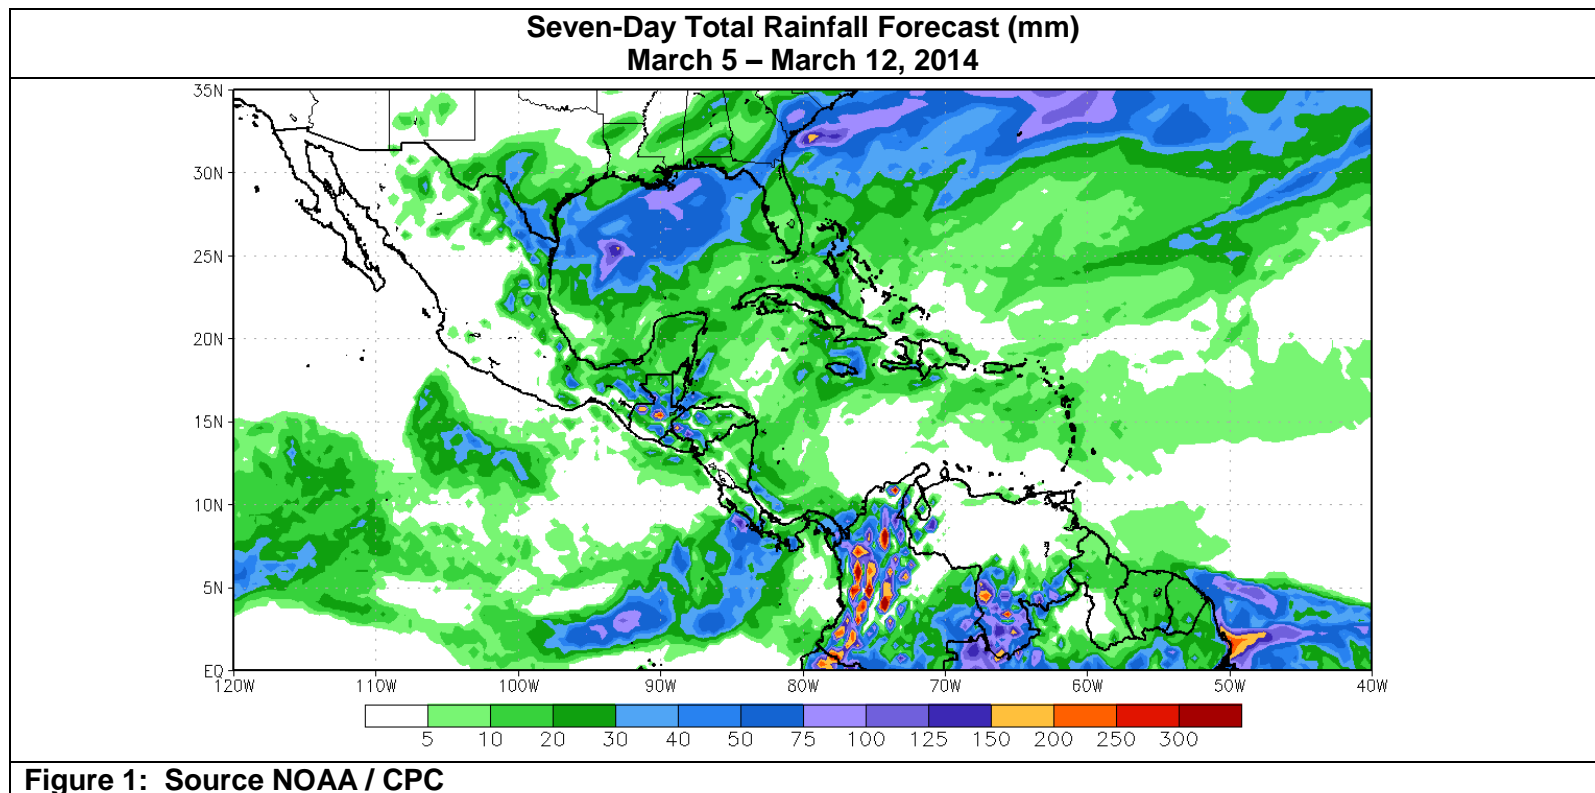 Seven-Day Total Rainfall Forecast (mm)
March 5 – March 12, 2014
35N
30N
25N
20N
15N
10N
5N
EQ
120W 110W 100W 90W 80W 70W 60W 50W 40W
5 10 20 30 40 50 75 100 125 150 200 250 300
Figure 1: Source NOAA / CPC